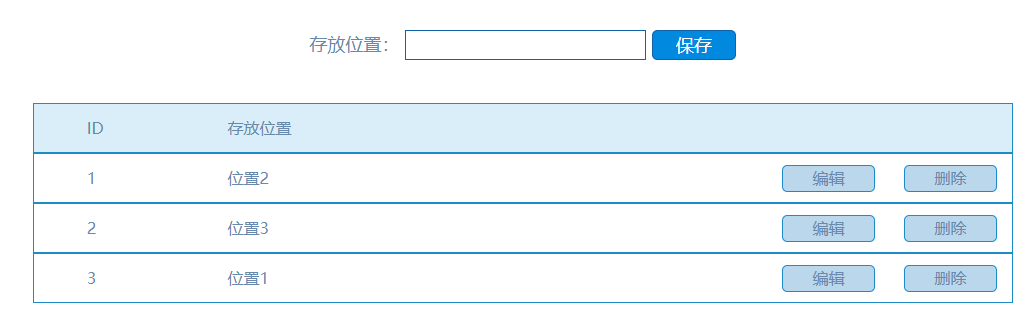 存放位置： 保存
ID 存放位置
1 位置2 编辑 删除
2 位置3 编辑 删除
3 位置1 编辑 删除